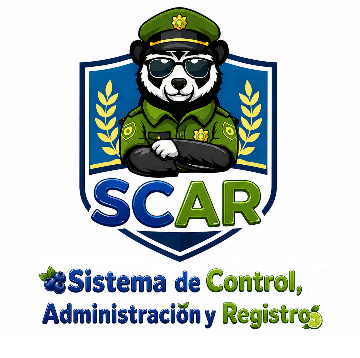 SCAR
Sistema de Control,
Administración y Registro